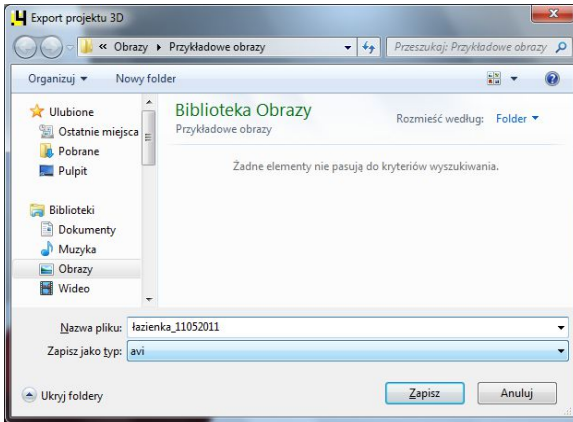 Export projektu 3D
« Obrazy ▸ Przykładowe obrazy
Przeszukaj: Przykładowe obrazy
Organizuj
Nowy folder
Ulubione
Ostatnie miejsca
Pobrane
Pulpit
Biblioteki
Dokumenty
Muzyka
Obrazy
Wideo
Biblioteka Obrazy
Przykładowe obrazy
Rozmieść według: Folder
Żadne elementy nie pasują do kryteriów wyszukiwania.
Nazwa pliku: łazienka_11052011
Zapisz jako typ: avi
Ukryj foldery
Zapisz
Anuluj